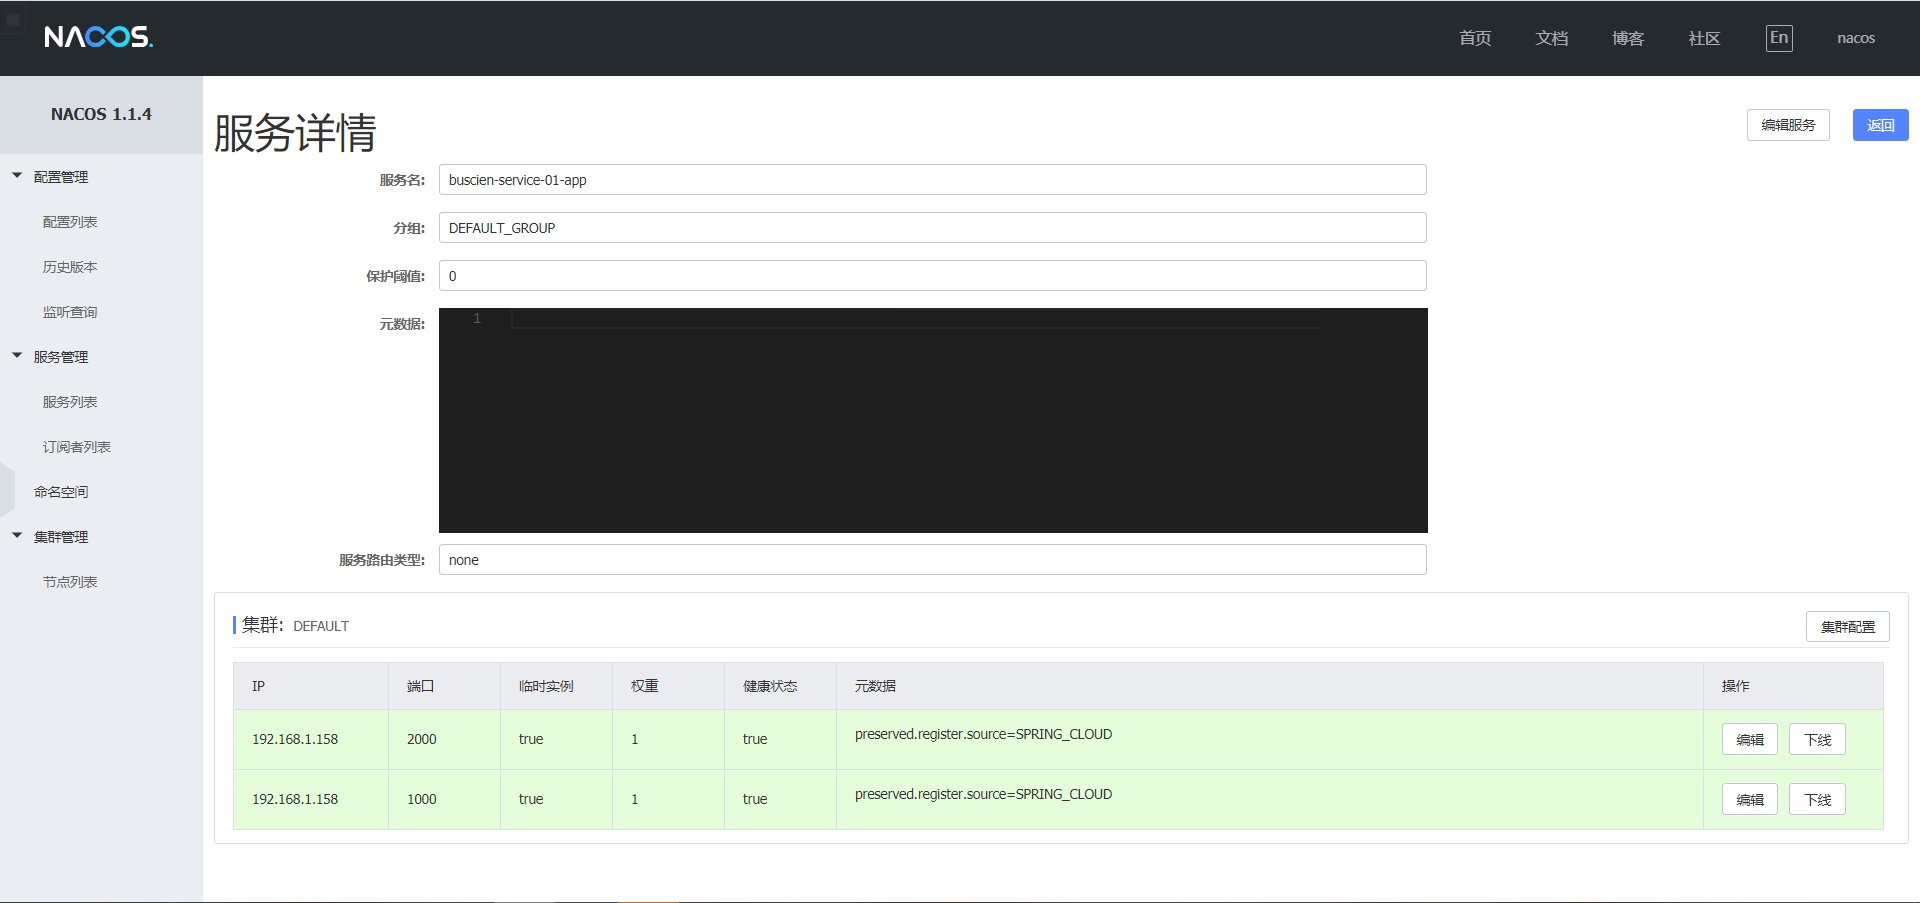 NACOS.
首页 文档 博客 社区 En nacos
NACOS 1.1.4
配置管理
配置列表
历史版本
监听查询
服务管理
服务列表
订阅者列表
命名空间
集群管理
节点列表
服务详情
编辑服务 返回
服务名: buscien-service-01-app
分组: DEFAULT_GROUP
保护阈值: 0
元数据: 1
服务路由类型: none
集群: DEFAULT 集群配置
IP 端口 临时实例 权重 健康状态 元数据 操作
192.168.1.158 2000 true 1 true preserved.register.source=SPRING_CLOUD 编辑 下线
192.168.1.158 1000 true 1 true preserved.register.source=SPRING_CLOUD 编辑 下线